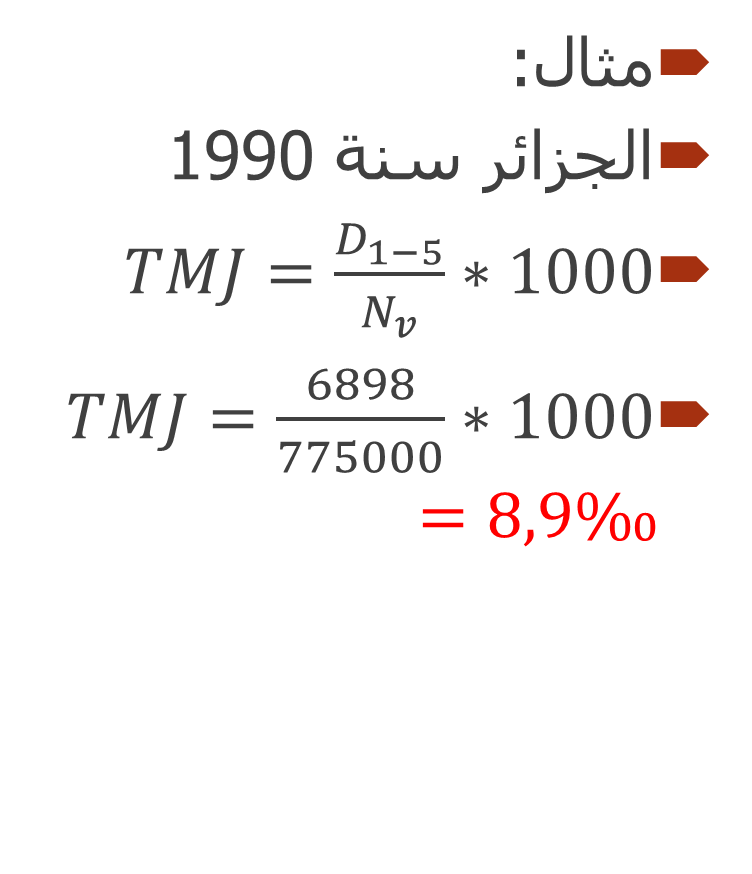 مثال:
الجزائر سنة 1990
TMJ = D₁₋₅/Nᵥ * 1000
TMJ = 6898/775000 * 1000
= 8,9‰